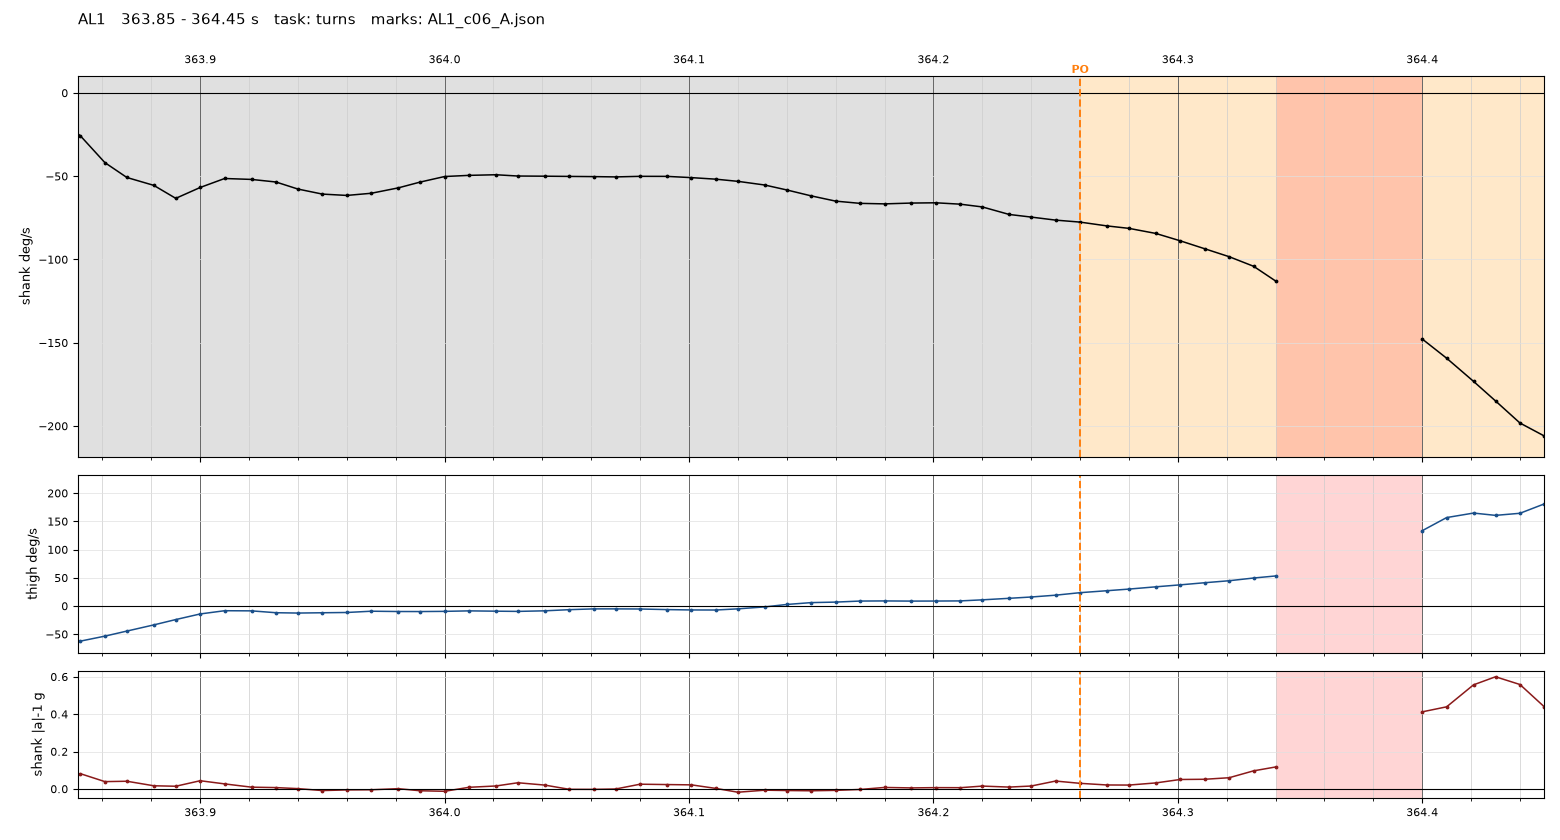 AL1   363.85 - 364.45 s   task: turns   marks: AL1_c06_A.json
363.9 364.0 364.1 364.2 364.3 364.4
PO
0
−50
−100
−150
−200
shank deg/s
200
150
100
50
0
−50
thigh deg/s
0.6
0.4
0.2
0.0
shank |a|-1 g
363.9 364.0 364.1 364.2 364.3 364.4